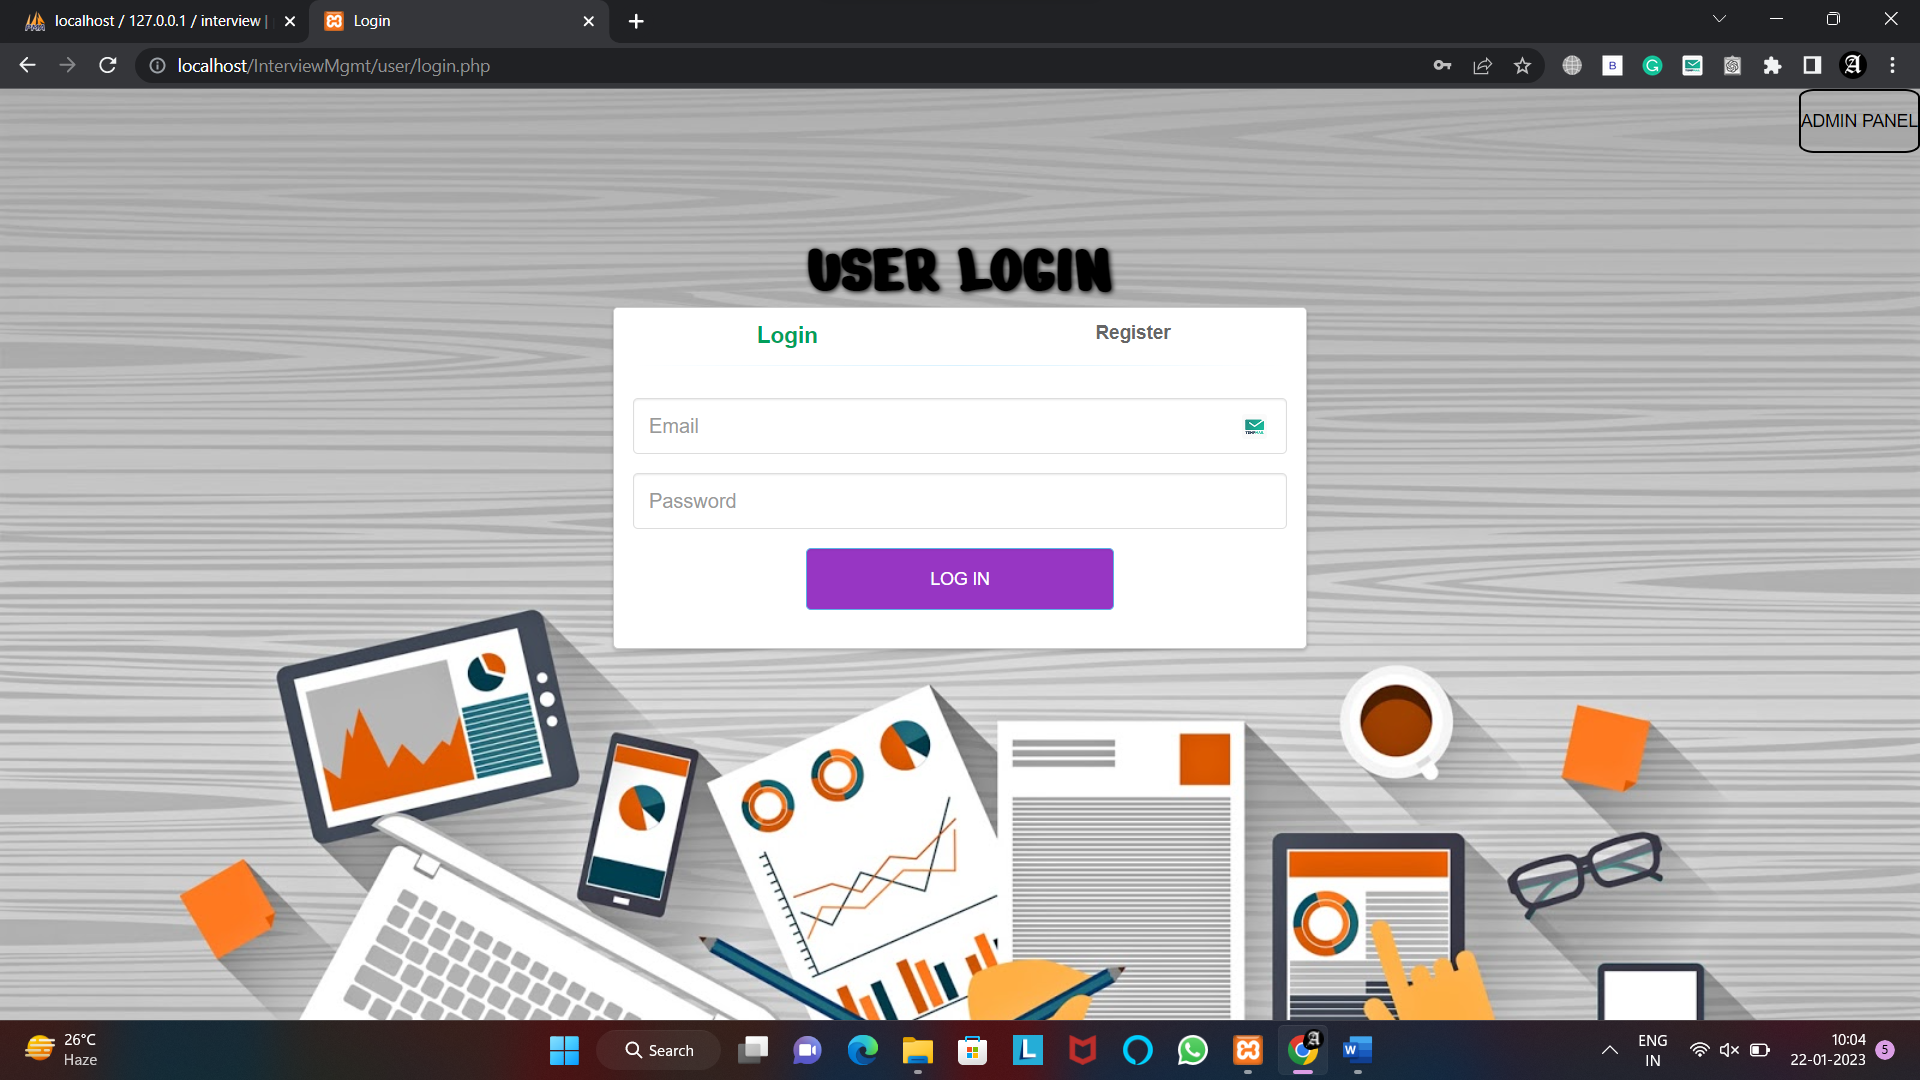 localhost / 127.0.0.1 / interview |
Login
localhost/InterviewMgmt/user/login.php
ADMIN PANEL
USER LOGIN
Login
Register
Email
Password
LOG IN
26°C
Haze
Search
ENG
IN
10:04
22-01-2023
5